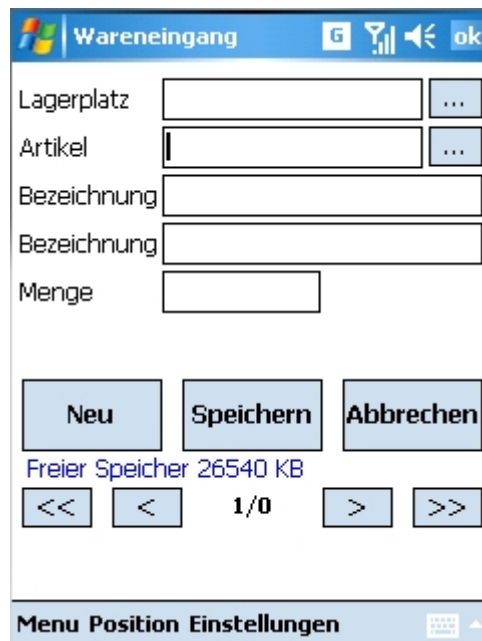 Wareneingang G ok
Lagerplatz ...
Artikel ...
Bezeichnung
Bezeichnung
Menge
Neu Speichern Abbrechen
Freier Speicher 26540 KB
<< < 1/0 > >>
Menu Position Einstellungen